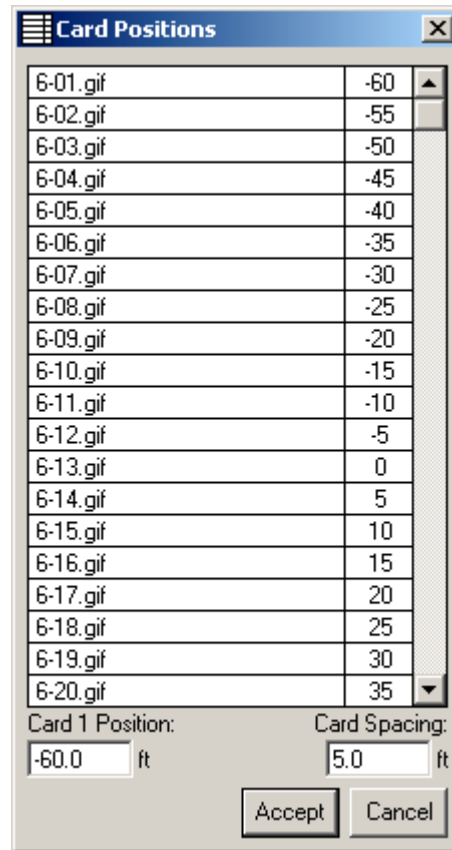 Card Positions
6-01.gif -60
6-02.gif -55
6-03.gif -50
6-04.gif -45
6-05.gif -40
6-06.gif -35
6-07.gif -30
6-08.gif -25
6-09.gif -20
6-10.gif -15
6-11.gif -10
6-12.gif -5
6-13.gif 0
6-14.gif 5
6-15.gif 10
6-16.gif 15
6-17.gif 20
6-18.gif 25
6-19.gif 30
6-20.gif 35
Card 1 Position: Card Spacing:
-60.0 ft 5.0 ft
Accept Cancel